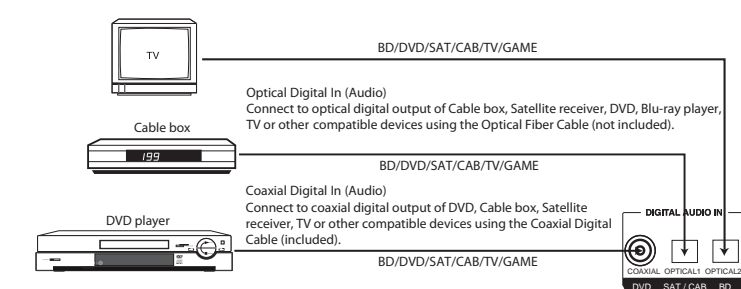 TV
BD/DVD/SAT/CAB/TV/GAME
Optical Digital In (Audio)
Connect to optical digital output of Cable box, Satellite receiver, DVD, Blu-ray player,
TV or other compatible devices using the Optical Fiber Cable (not included).
Cable box
199
BD/DVD/SAT/CAB/TV/GAME
Coaxial Digital In (Audio)
Connect to coaxial digital output of DVD, Cable box, Satellite
receiver, TV or other compatible devices using the Coaxial Digital
Cable (included).
DVD player
BD/DVD/SAT/CAB/TV/GAME
DIGITAL AUDIO IN
COAXIAL OPTICAL1 OPTICAL2
DVD SAT / CAB BD